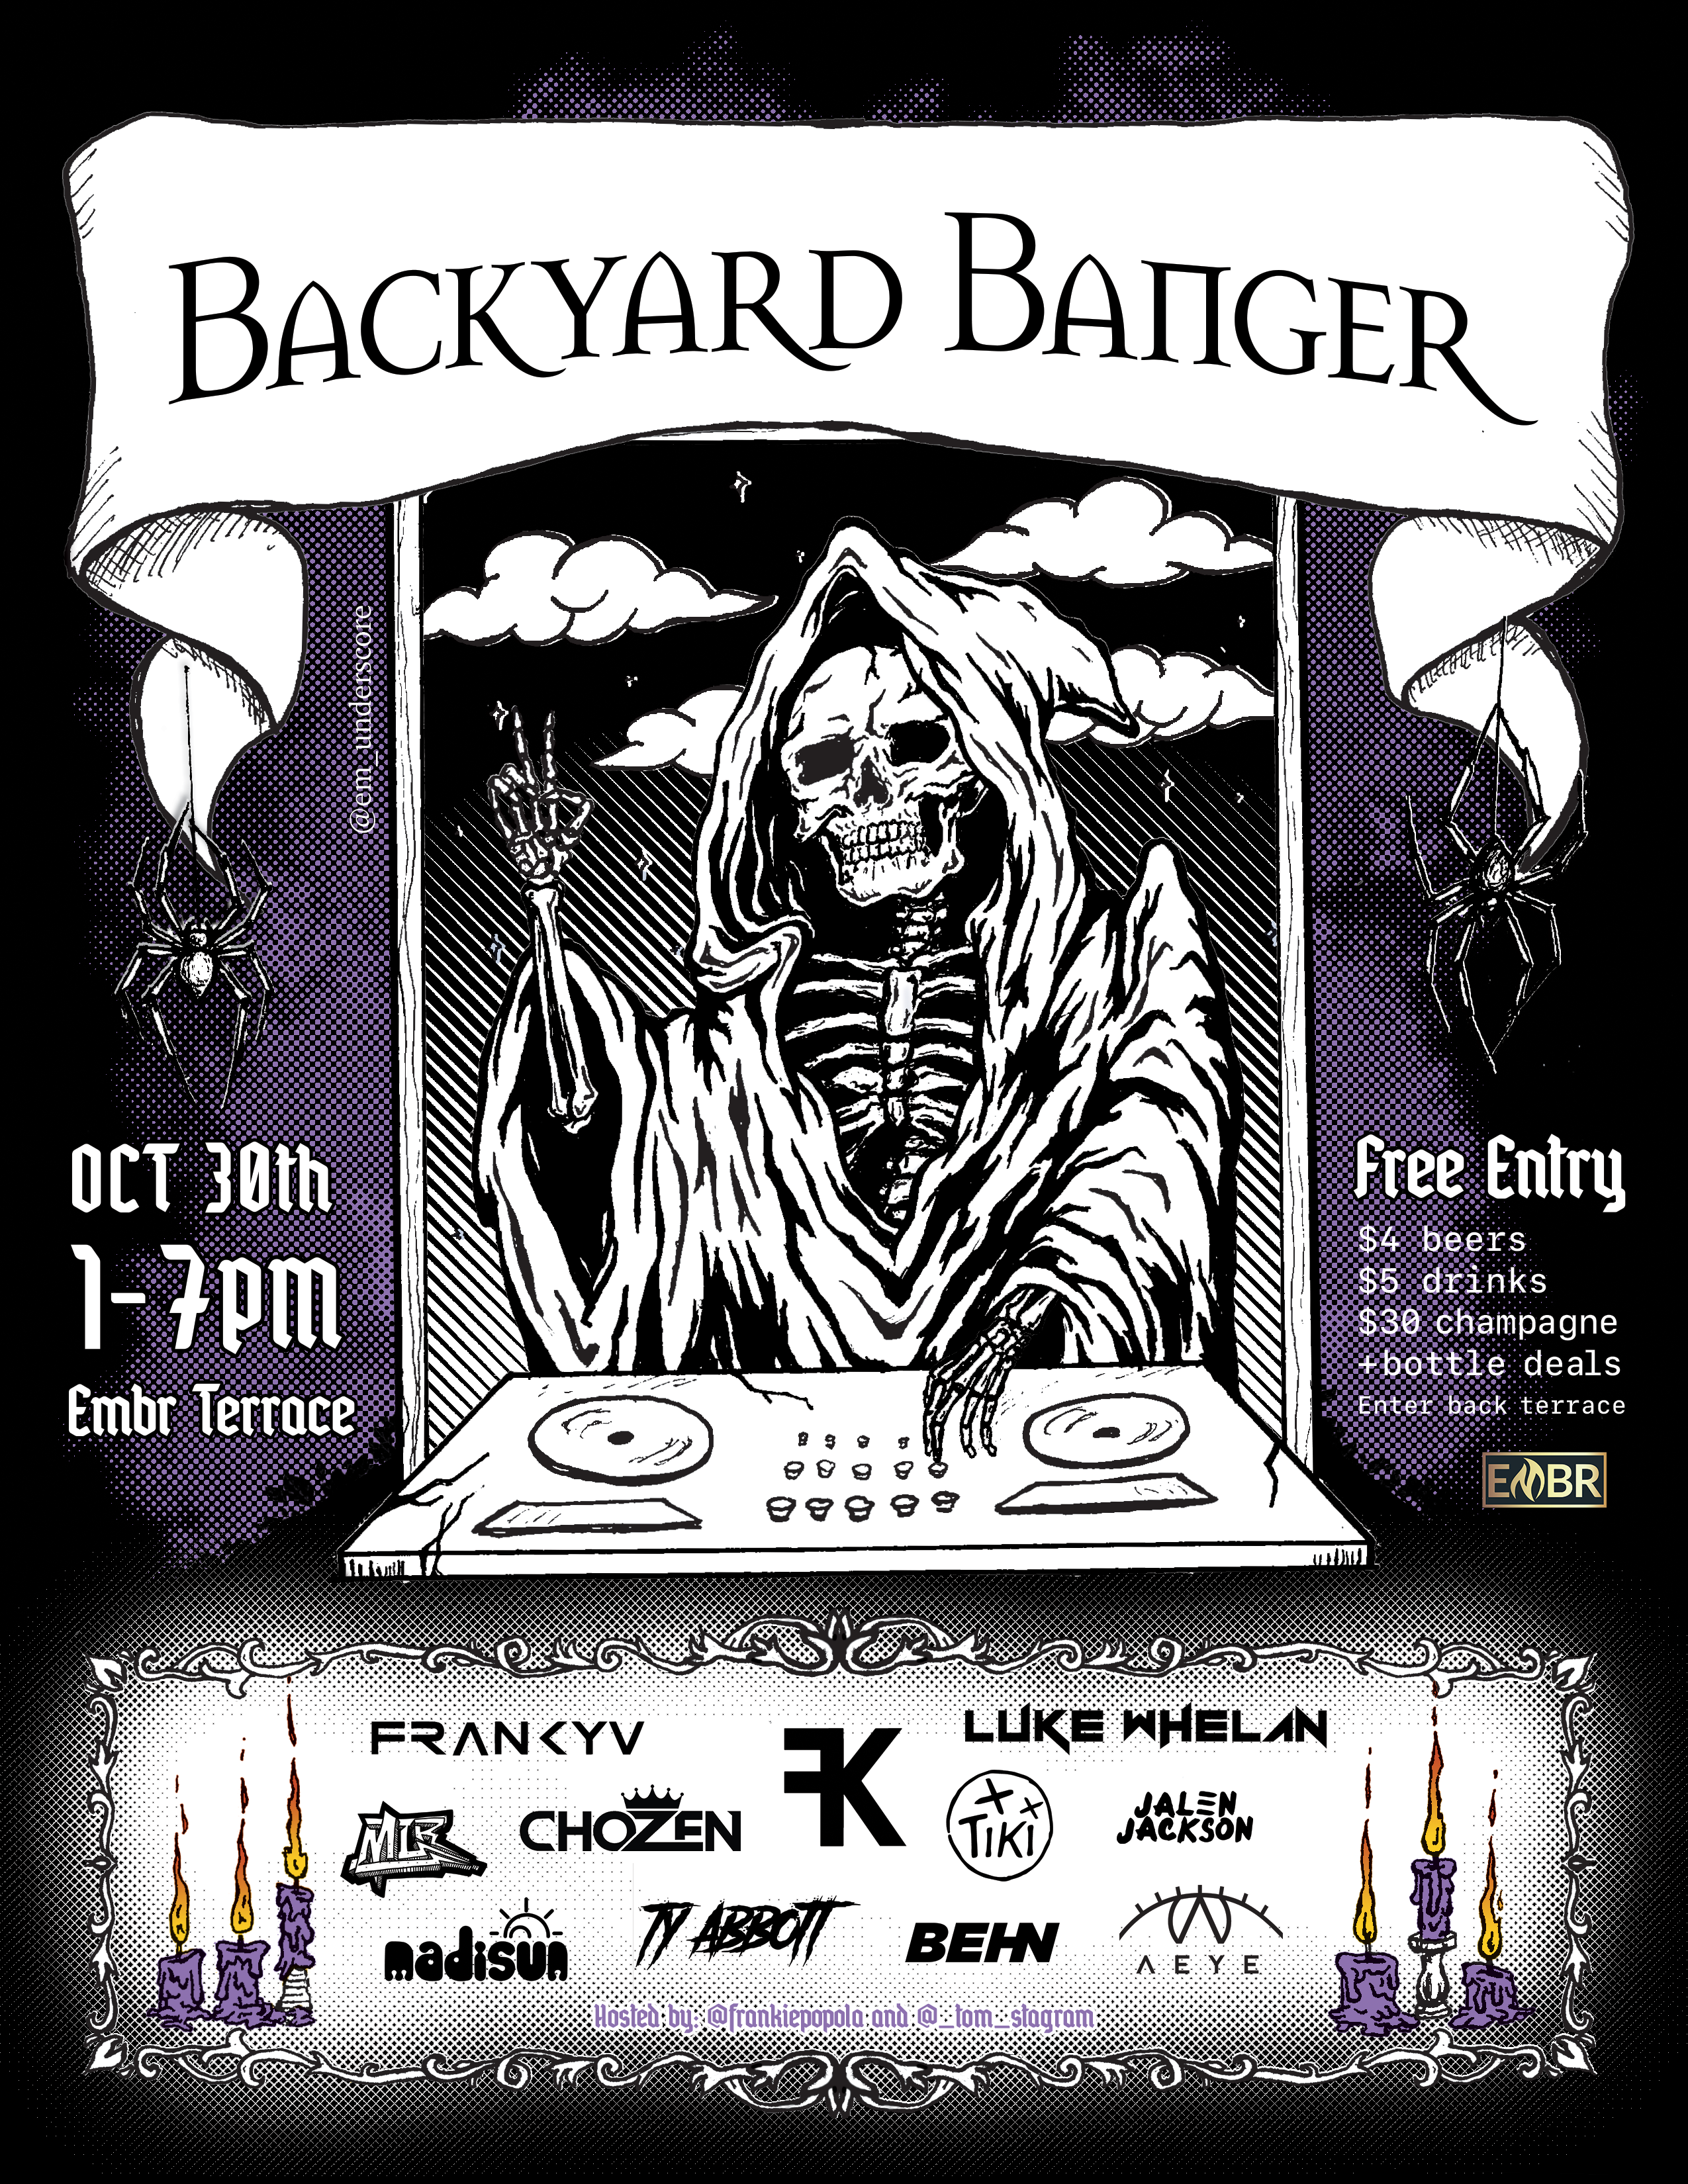 BACKYARD BANGER
@em_underscore
OCT 30th
1-7pm
Embr Terrace
Free Entry
$4 beers
$5 drinks
$30 champagne
+bottle deals
Enter back terrace
EMBR
FRANKYV
FK
LUKE WHELAN
MLR
CHOZEN
TIKI
JALEN
JACKSON
madisun
TY ABBOTT
BEHN
AEYE
Hosted by: @frankiepopola and @_tom_stagram